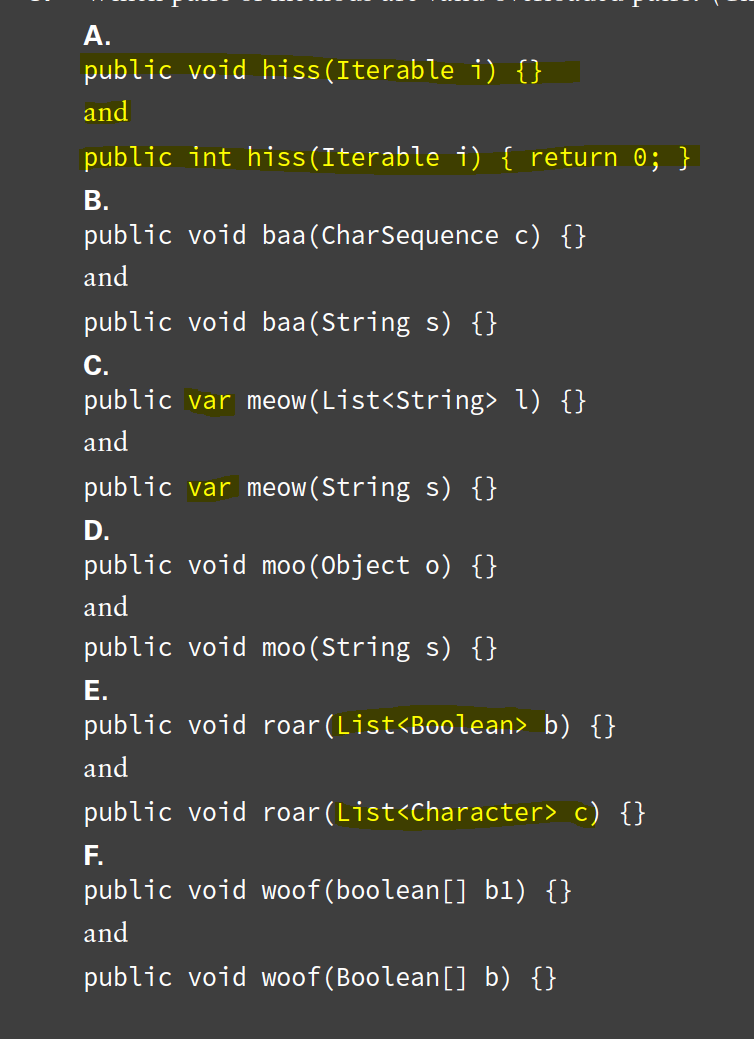 A.
public void hiss(Iterable i) {}
and
public int hiss(Iterable i) { return 0; }
B.
public void baa(CharSequence c) {}
and
public void baa(String s) {}
C.
public var meow(List<String> l) {}
and
public var meow(String s) {}
D.
public void moo(Object o) {}
and
public void moo(String s) {}
E.
public void roar(List<Boolean> b) {}
and
public void roar(List<Character> c) {}
F.
public void woof(boolean[] b1) {}
and
public void woof(Boolean[] b) {}